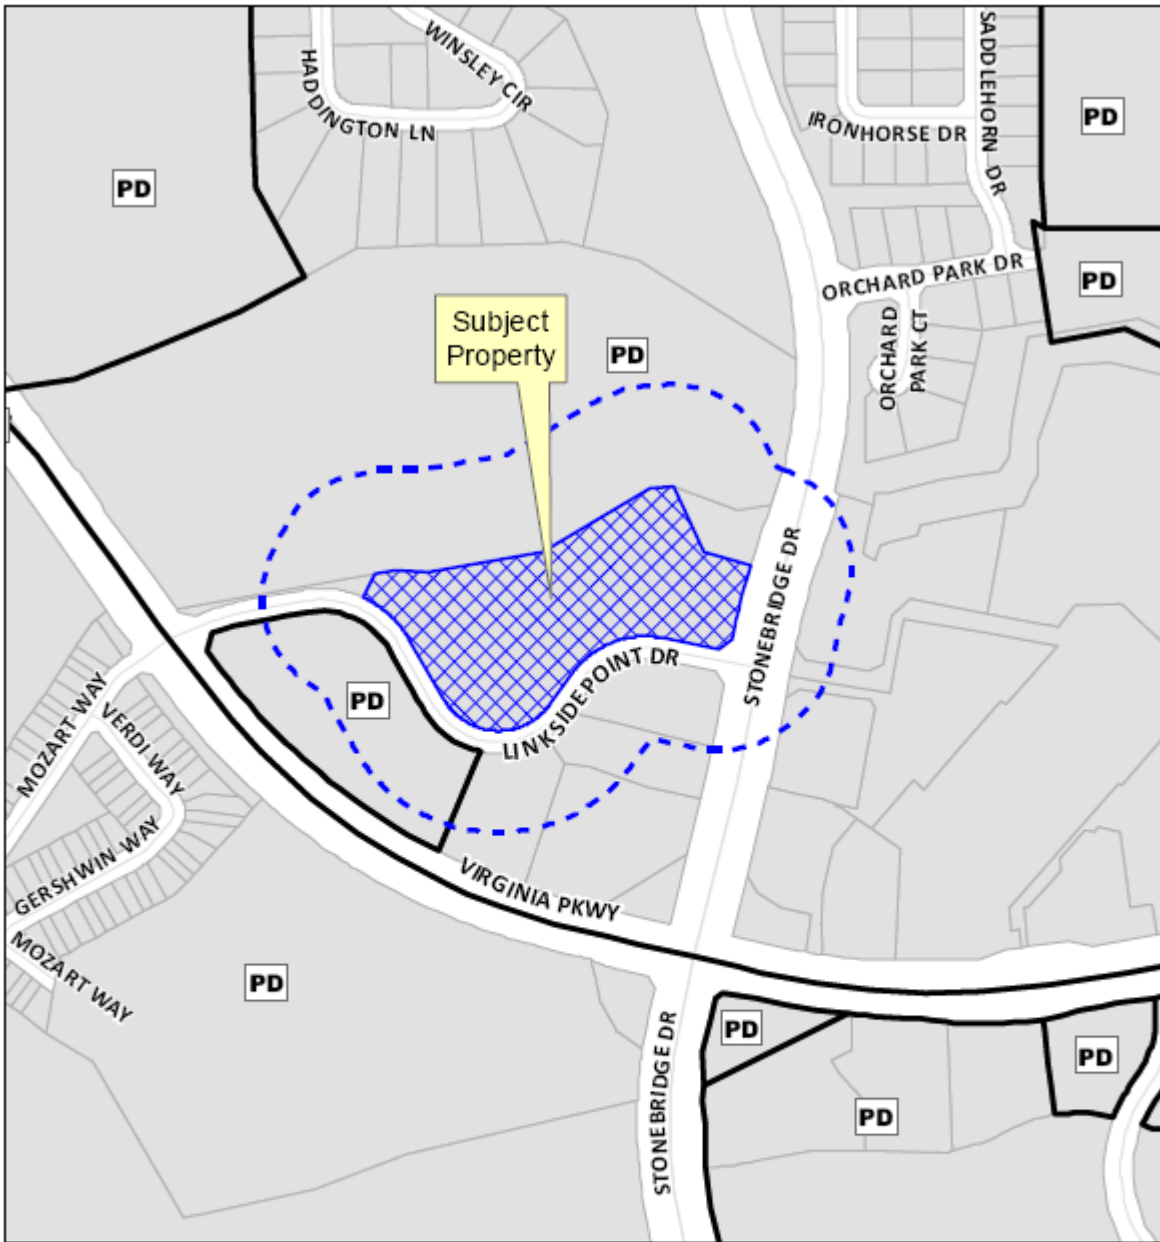 WINSLEY CIR
HADDINGTON LN
SADDLEHORN DR
IRONHORSE DR
PD
PD
ORCHARD PARK DR
PD
Subject
Property
PD
ORCHARD
PARK CT
STONEBRIDGE DR
LINKSIDE POINT DR
PD
MOZART WAY
VERDI WAY
GERSHWIN WAY
VIRGINIA PKWY
MOZART WAY
PD
STONEBRIDGE DR
PD
PD
PD